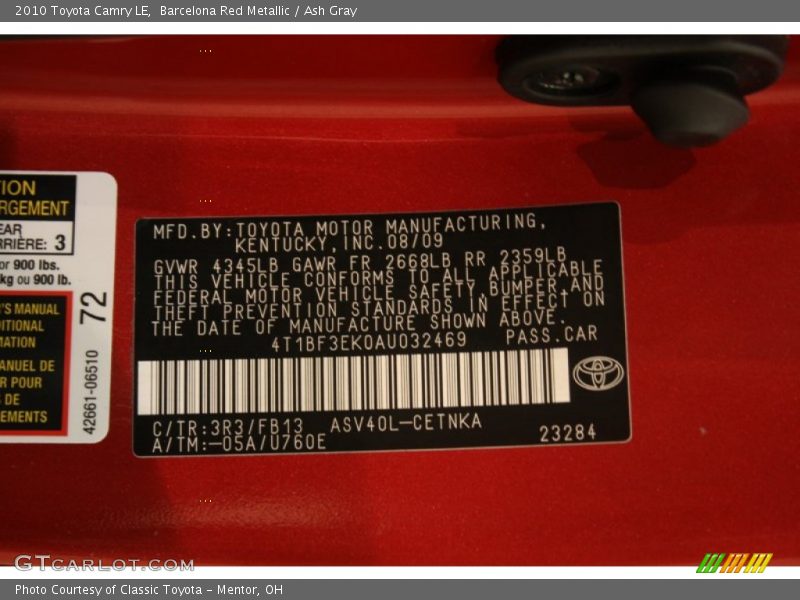 2010 Toyota Camry LE, Barcelona Red Metallic / Ash Gray
MFD.BY:TOYOTA MOTOR MANUFACTURING,
KENTUCKY,INC.08/09
GVWR 4345LB GAWR FR 2668LB RR 2359LB
THIS VEHICLE CONFORMS TO ALL APPLICABLE
FEDERAL MOTOR VEHICLE SAFETY BUMPER,AND
THEFT PREVENTION STANDARDS IN EFFECT ON
THE DATE OF MANUFACTURE SHOWN ABOVE.
4T1BF3EK0AU032469 PASS.CAR
C/TR:3R3/FB13 ASV40L-CETNKA
A/TM:-05A/U760E
23284
TION
RGEMENT
EAR
RRIÈRE: 3
or 900 lbs.
kg ou 900 lb.
'S MANUAL
DITIONAL
MATION
ANUEL DE
R POUR
S DE
EMENTS
42661-06510
72
GTCARLOT.COM
Photo Courtesy of Classic Toyota - Mentor, OH